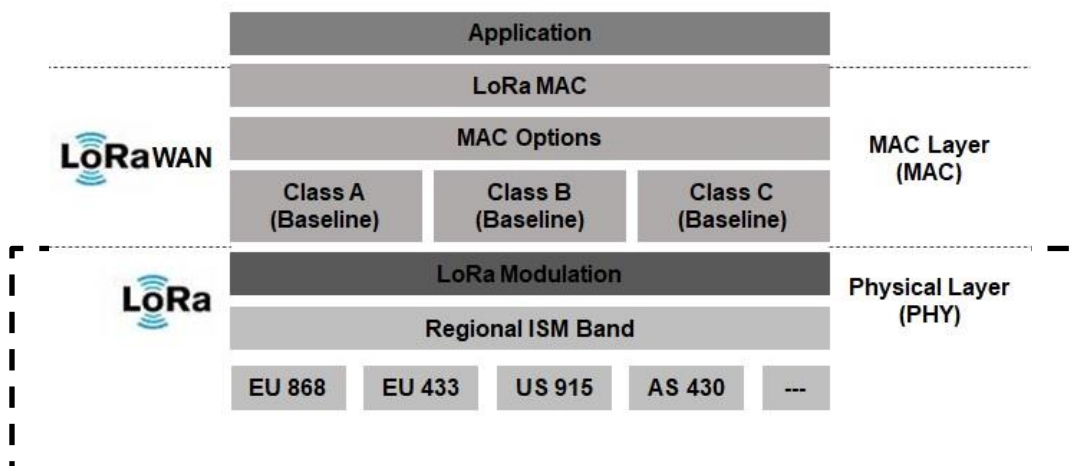 Application
LoRa MAC
MAC Options
LoRaWAN
MAC Layer
(MAC)
Class A
(Baseline)
Class B
(Baseline)
Class C
(Baseline)
LoRa
LoRa Modulation
Physical Layer
(PHY)
Regional ISM Band
EU 868
EU 433
US 915
AS 430
---